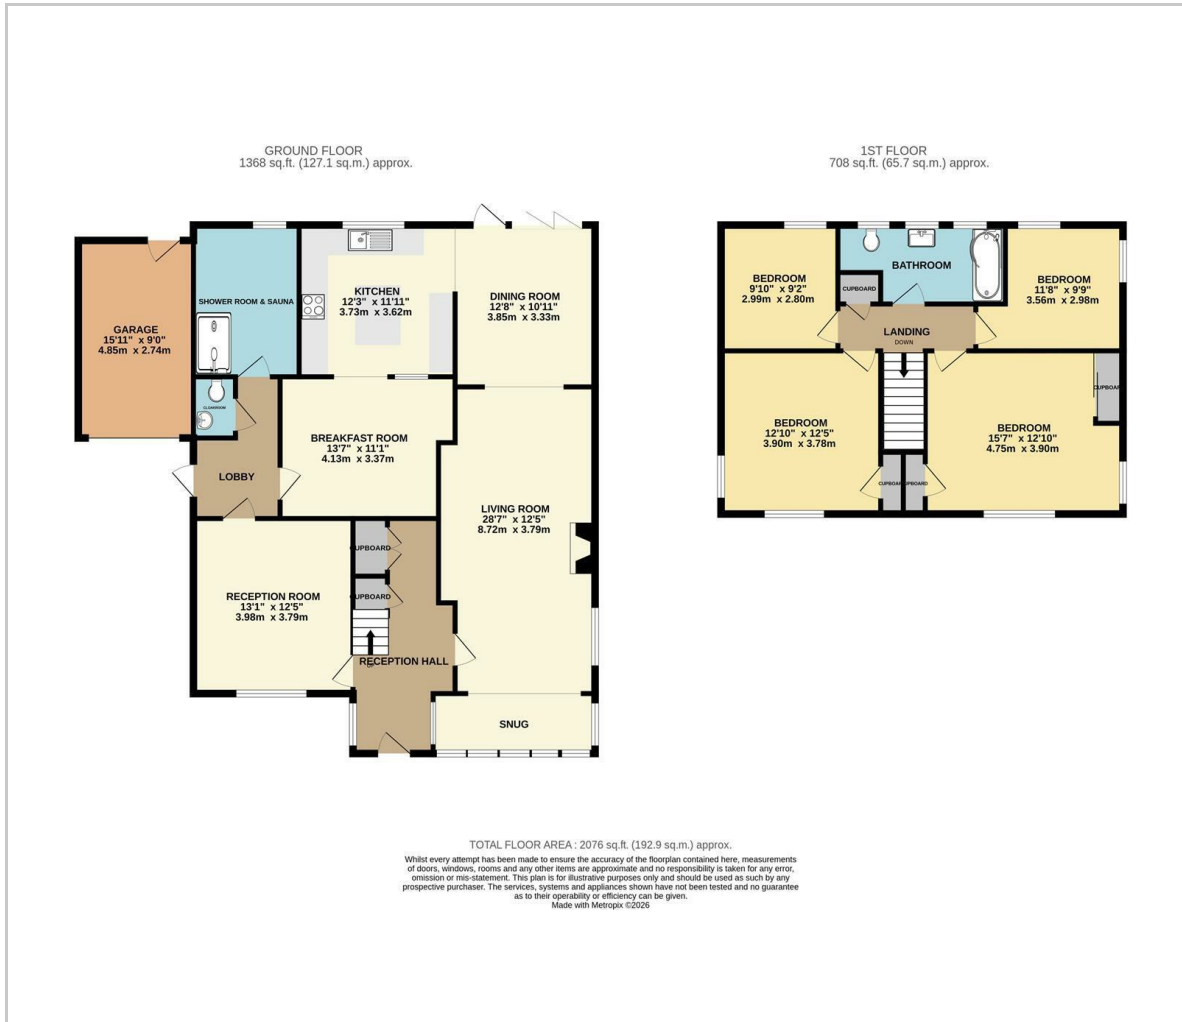 GROUND FLOOR
1368 sq.ft. (127.1 sq.m.) approx.
1ST FLOOR
708 sq.ft. (65.7 sq.m.) approx.
GARAGE
15'11" x 9'0"
4.85m x 2.74m
SHOWER ROOM & SAUNA
KITCHEN
12'3" x 11'11"
3.73m x 3.62m
DINING ROOM
12'8" x 10'11"
3.85m x 3.33m
CLOAKROOM
LOBBY
BREAKFAST ROOM
13'7" x 11'1"
4.13m x 3.37m
LIVING ROOM
28'7" x 12'5"
8.72m x 3.79m
RECEPTION ROOM
13'1" x 12'5"
3.98m x 3.79m
CUPBOARD
CUPBOARD
UP
RECEPTION HALL
SNUG
BEDROOM
9'10" x 9'2"
2.99m x 2.80m
CUPBOARD
BATHROOM
BEDROOM
11'8" x 9'9"
3.56m x 2.98m
LANDING
DOWN
BEDROOM
12'10" x 12'5"
3.90m x 3.78m
CUPBOARD
CUPBOARD
BEDROOM
15'7" x 12'10"
4.75m x 3.90m
CUPBOARD
TOTAL FLOOR AREA : 2076 sq.ft. (192.9 sq.m.) approx.
Whilst every attempt has been made to ensure the accuracy of the floorplan contained here, measurements
of doors, windows, rooms and any other items are approximate and no responsibility is taken for any error,
omission or mis-statement. This plan is for illustrative purposes only and should be used as such by any
prospective purchaser. The services, systems and appliances shown have not been tested and no guarantee
as to their operability or efficiency can be given.
Made with Metropix ©2026